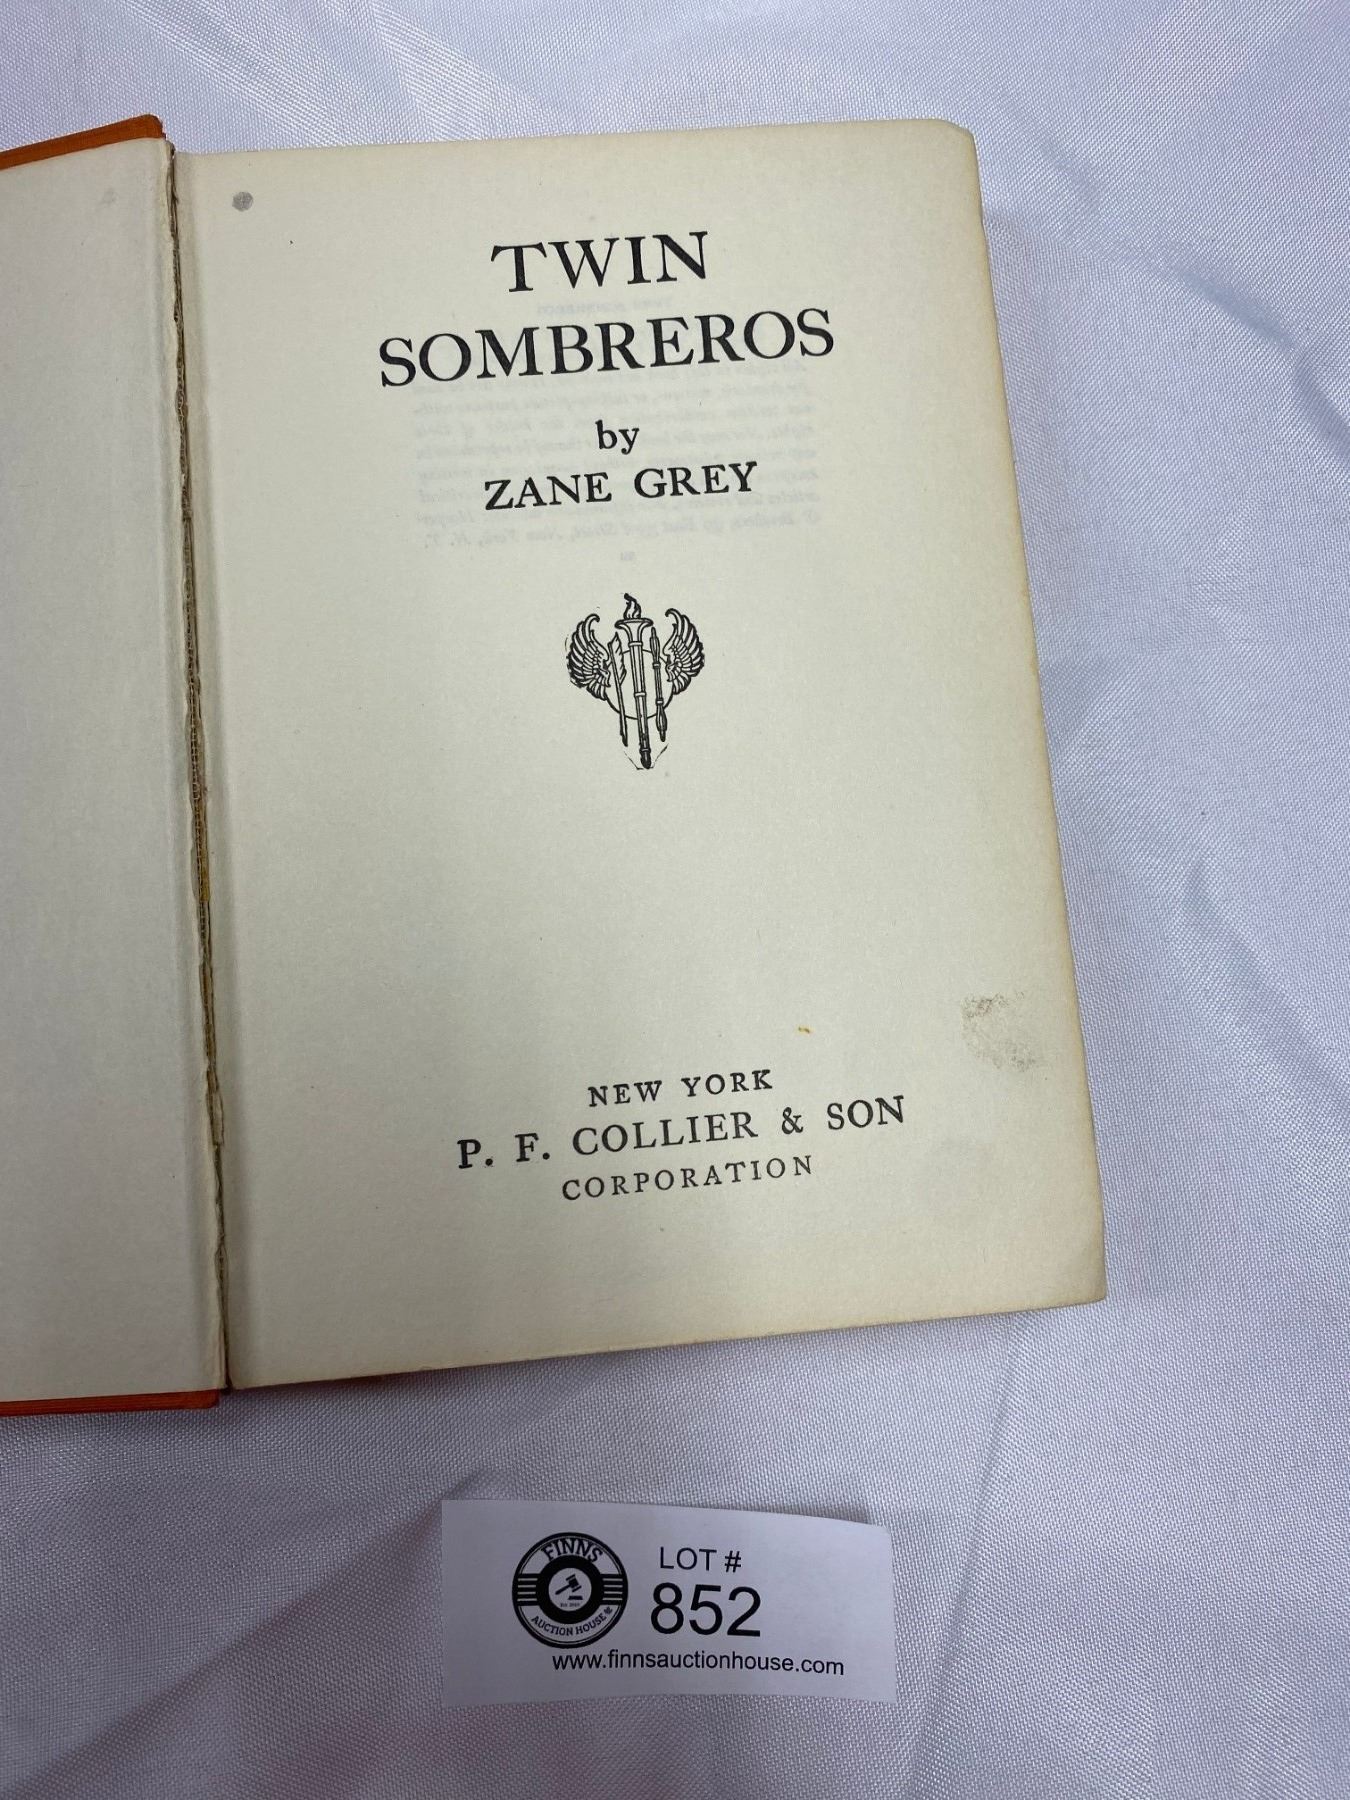 TWIN
SOMBREROS
by
ZANE GREY
NEW YORK
P. F. COLLIER & SON
CORPORATION
FINNS
AUCTION HOUSE
LOT #
852
www.finnsauctionhouse.com